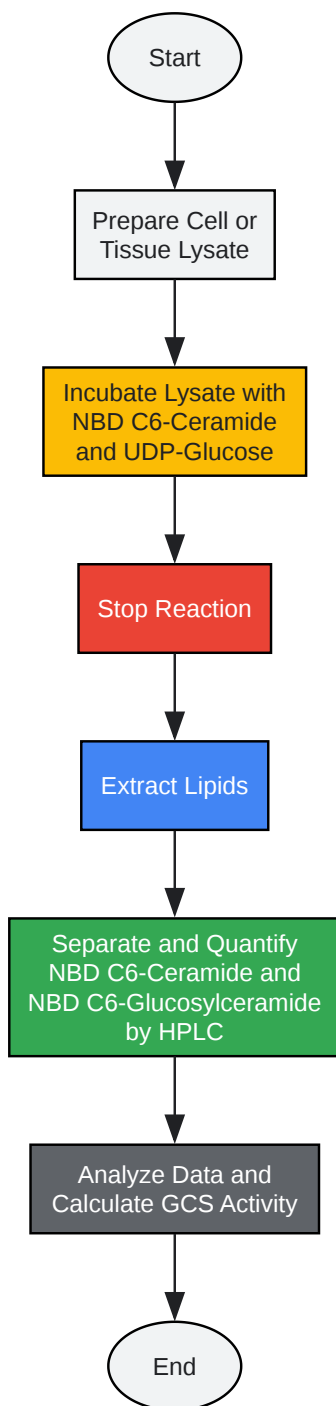 Start
Prepare Cell or
Tissue Lysate
Incubate Lysate with
NBD C6-Ceramide
and UDP-Glucose
Stop Reaction
Extract Lipids
Separate and Quantify
NBD C6-Ceramide and
NBD C6-Glucosylceramide
by HPLC
Analyze Data and
Calculate GCS Activity
End